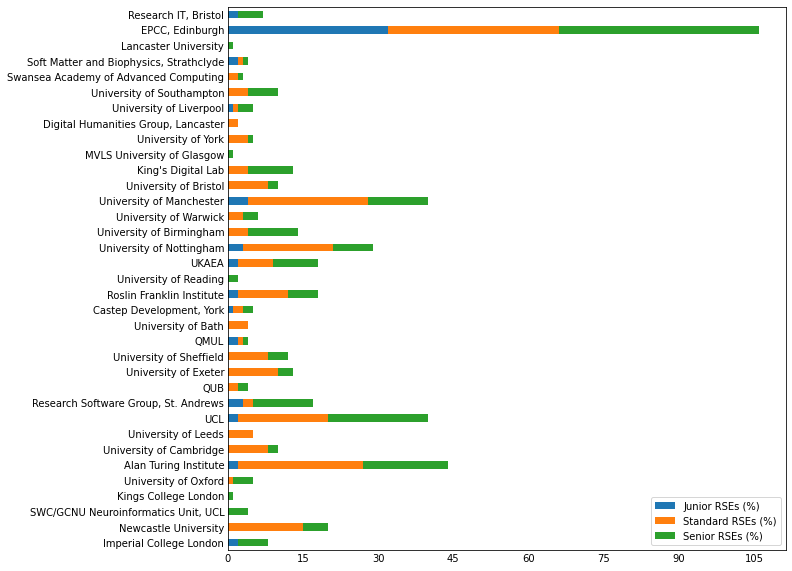 Research IT, Bristol
EPCC, Edinburgh
Lancaster University
Soft Matter and Biophysics, Strathclyde
Swansea Academy of Advanced Computing
University of Southampton
University of Liverpool
Digital Humanities Group, Lancaster
University of York
MVLS University of Glasgow
King's Digital Lab
University of Bristol
University of Manchester
University of Warwick
University of Birmingham
University of Nottingham
UKAEA
University of Reading
Roslin Franklin Institute
Castep Development, York
University of Bath
QMUL
University of Sheffield
University of Exeter
QUB
Research Software Group, St. Andrews
UCL
University of Leeds
University of Cambridge
Alan Turing Institute
University of Oxford
Kings College London
SWC/GCNU Neuroinformatics Unit, UCL
Newcastle University
Imperial College London
Junior RSEs (%)
Standard RSEs (%)
Senior RSEs (%)
0 15 30 45 60 75 90 105